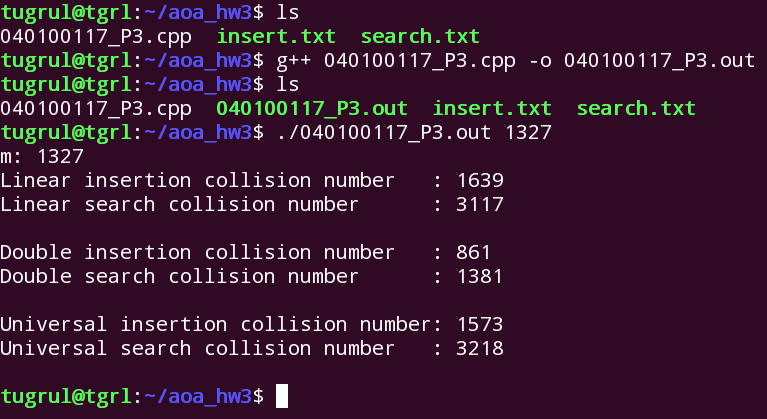 tugrul@tgrl:~/aoa_hw3$ ls
040100117_P3.cpp  insert.txt  search.txt
tugrul@tgrl:~/aoa_hw3$ g++ 040100117_P3.cpp -o 040100117_P3.out
tugrul@tgrl:~/aoa_hw3$ ls
040100117_P3.cpp  040100117_P3.out  insert.txt  search.txt
tugrul@tgrl:~/aoa_hw3$ ./040100117_P3.out 1327
m: 1327
Linear insertion collision number   : 1639
Linear search collision number      : 3117

Double insertion collision number   : 861
Double search collision number      : 1381

Universal insertion collision number: 1573
Universal search collision number   : 3218

tugrul@tgrl:~/aoa_hw3$